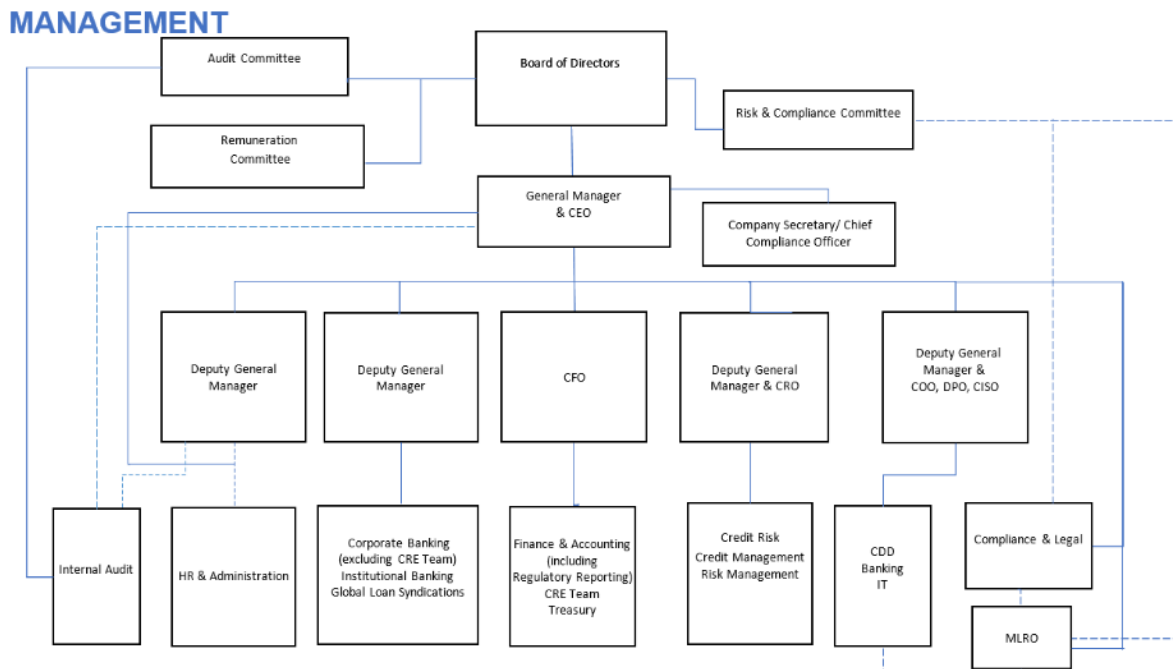 MANAGEMENT
Audit Committee
Board of Directors
Risk & Compliance Committee
Remuneration
Committee
General Manager
& CEO
Company Secretary/ Chief
Compliance Officer
Deputy General
Manager
Deputy General
Manager
CFO
Deputy General
Manager & CRO
Deputy General
Manager &
COO, DPO, CISO
Internal Audit
HR & Administration
Corporate Banking
(excluding CRE Team)
Institutional Banking
Global Loan Syndications
Finance & Accounting
(including
Regulatory Reporting)
CRE Team
Treasury
Credit Risk
Credit Management
Risk Management
CDD
Banking
IT
Compliance & Legal
MLRO